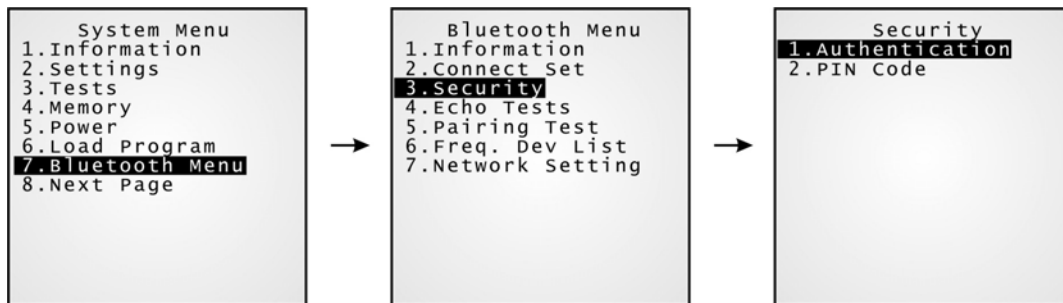 System Menu
1.Information
2.Settings
3.Tests
4.Memory
5.Power
6.Load Program
7.Bluetooth Menu
8.Next Page
Bluetooth Menu
1.Information
2.Connect Set
3.Security
4.Echo Tests
5.Pairing Test
6.Freq. Dev List
7.Network Setting
Security
1.Authentication
2.PIN Code